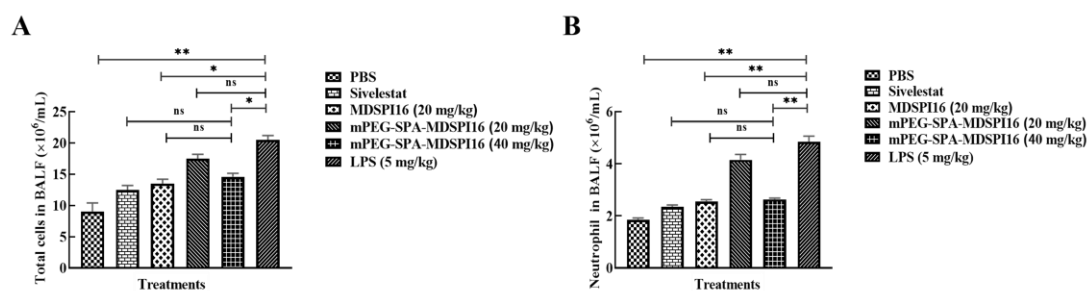 A
**
*
ns
*
ns
ns
Total cells in BALF (×10⁶/mL)
25
20
15
10
5
0
Treatments
PBS
Sivelestat
MDSPI16 (20 mg/kg)
mPEG-SPA-MDSPI16 (20 mg/kg)
mPEG-SPA-MDSPI16 (40 mg/kg)
LPS (5 mg/kg)
B
**
**
ns
**
ns
ns
Neutrophil in BALF (×10⁶/mL)
6
4
2
0
Treatments
PBS
Sivelestat
MDSPI16 (20 mg/kg)
mPEG-SPA-MDSPI16 (20 mg/kg)
mPEG-SPA-MDSPI16 (40 mg/kg)
LPS (5 mg/kg)